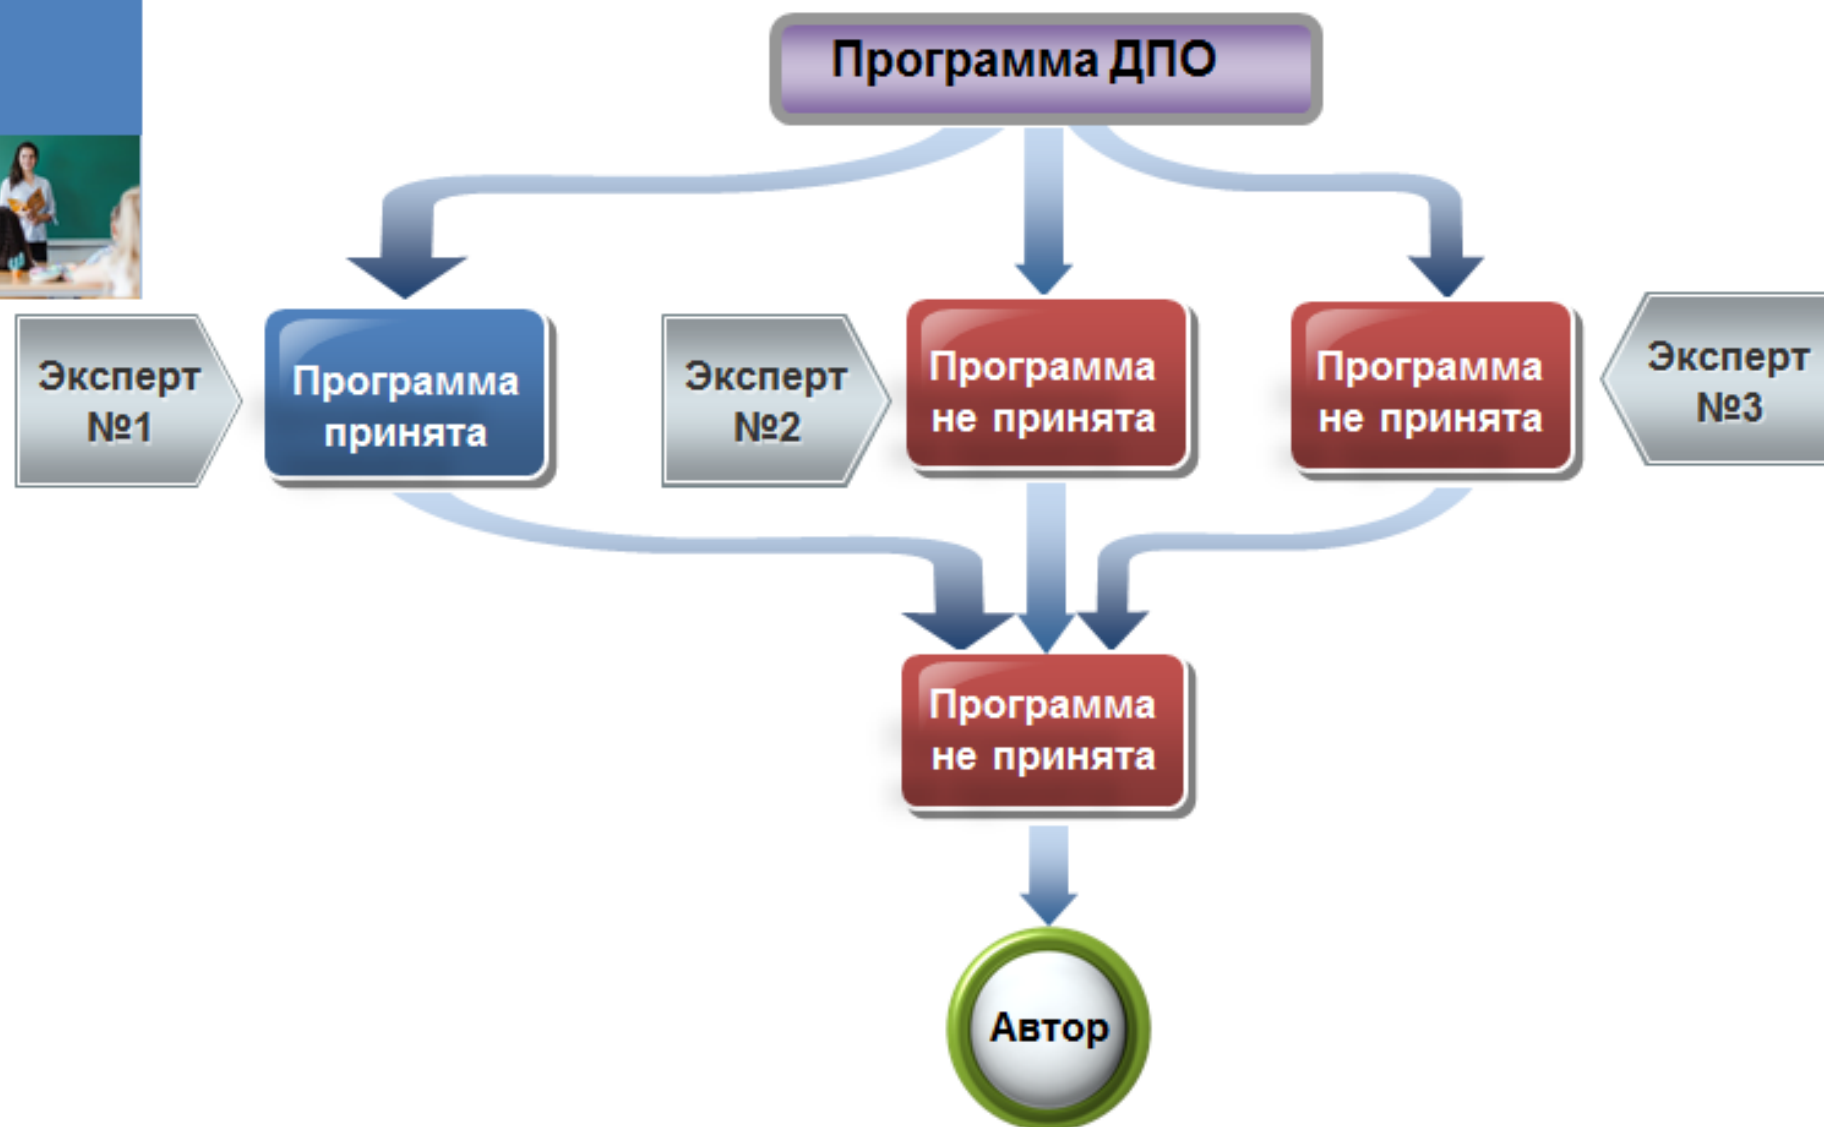 Программа ДПО
Эксперт
№1
Программа
принята
Эксперт
№2
Программа
не принята
Программа
не принята
Эксперт
№3
Программа
не принята
Автор